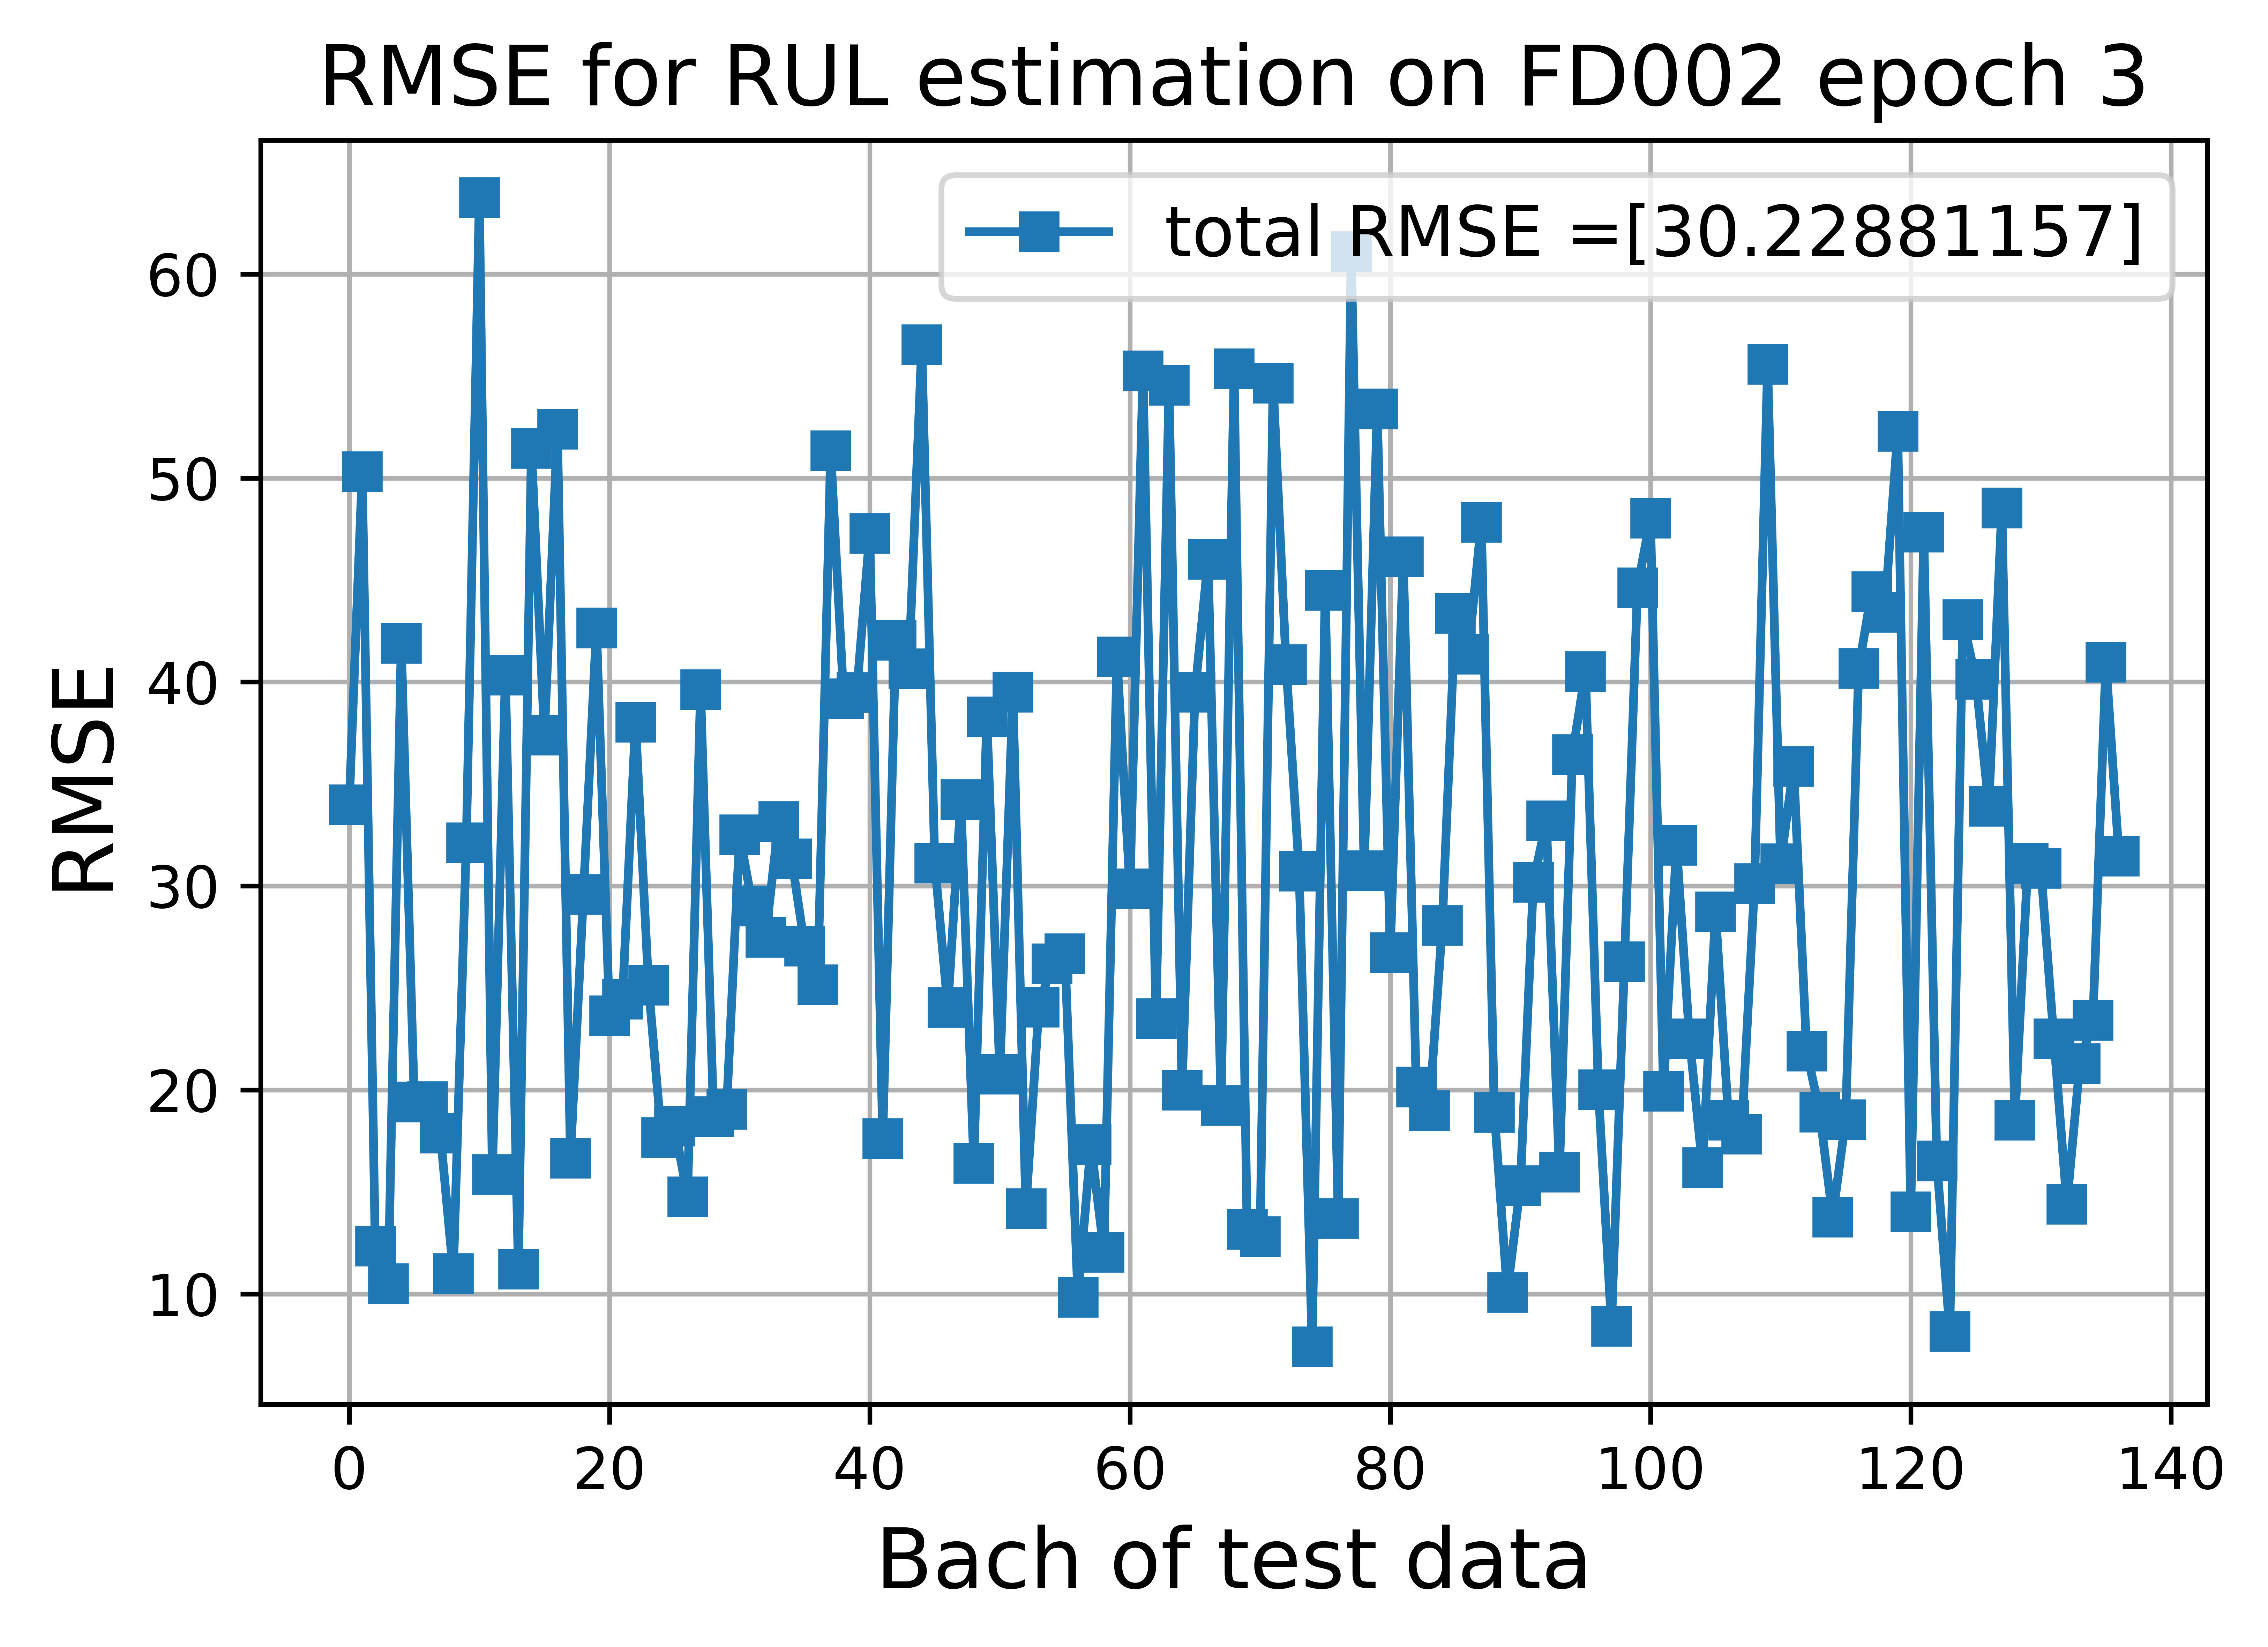 RMSE for RUL estimation on FD002 epoch 3
total RMSE =[30.22881157]
60
50
40
30
20
10
RMSE
0 20 40 60 80 100 120 140
Bach of test data